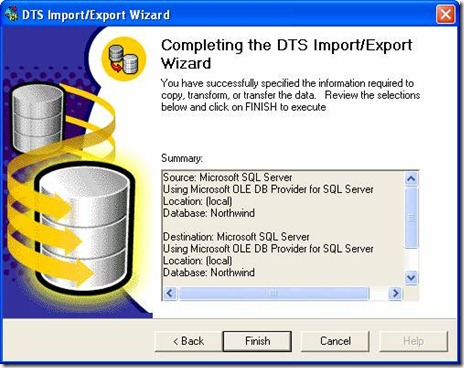 DTS Import/Export Wizard
Completing the DTS Import/Export
Wizard
You have successfully specified the information required to
copy, transform, or transfer the data. Review the selections
below and click on FINISH to execute
Summary:
Source: Microsoft SQL Server
Using Microsoft OLE DB Provider for SQL Server
Location: (local)
Database: Northwind
Destination: Microsoft SQL Server
Using Microsoft OLE DB Provider for SQL Server
Location: (local)
Database: Northwind
< Back
Finish
Cancel
Help